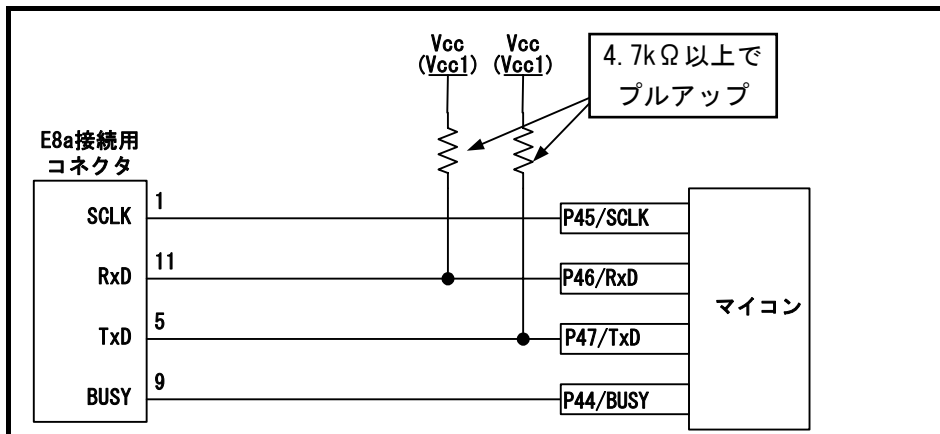 Vcc
(Vcc1)
Vcc
(Vcc1)
4.7kΩ以上で
プルアップ
E8a接続用
コネクタ
SCLK
1
P45/SCLK
RxD
11
P46/RxD
TxD
5
P47/TxD
BUSY
9
P44/BUSY
マイコン